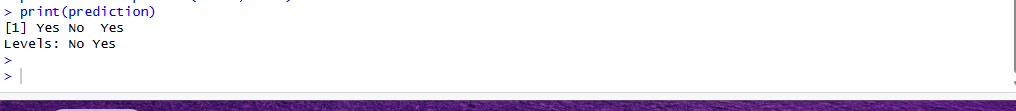 > print(prediction)
[1] Yes No  Yes
Levels: No Yes
>
>